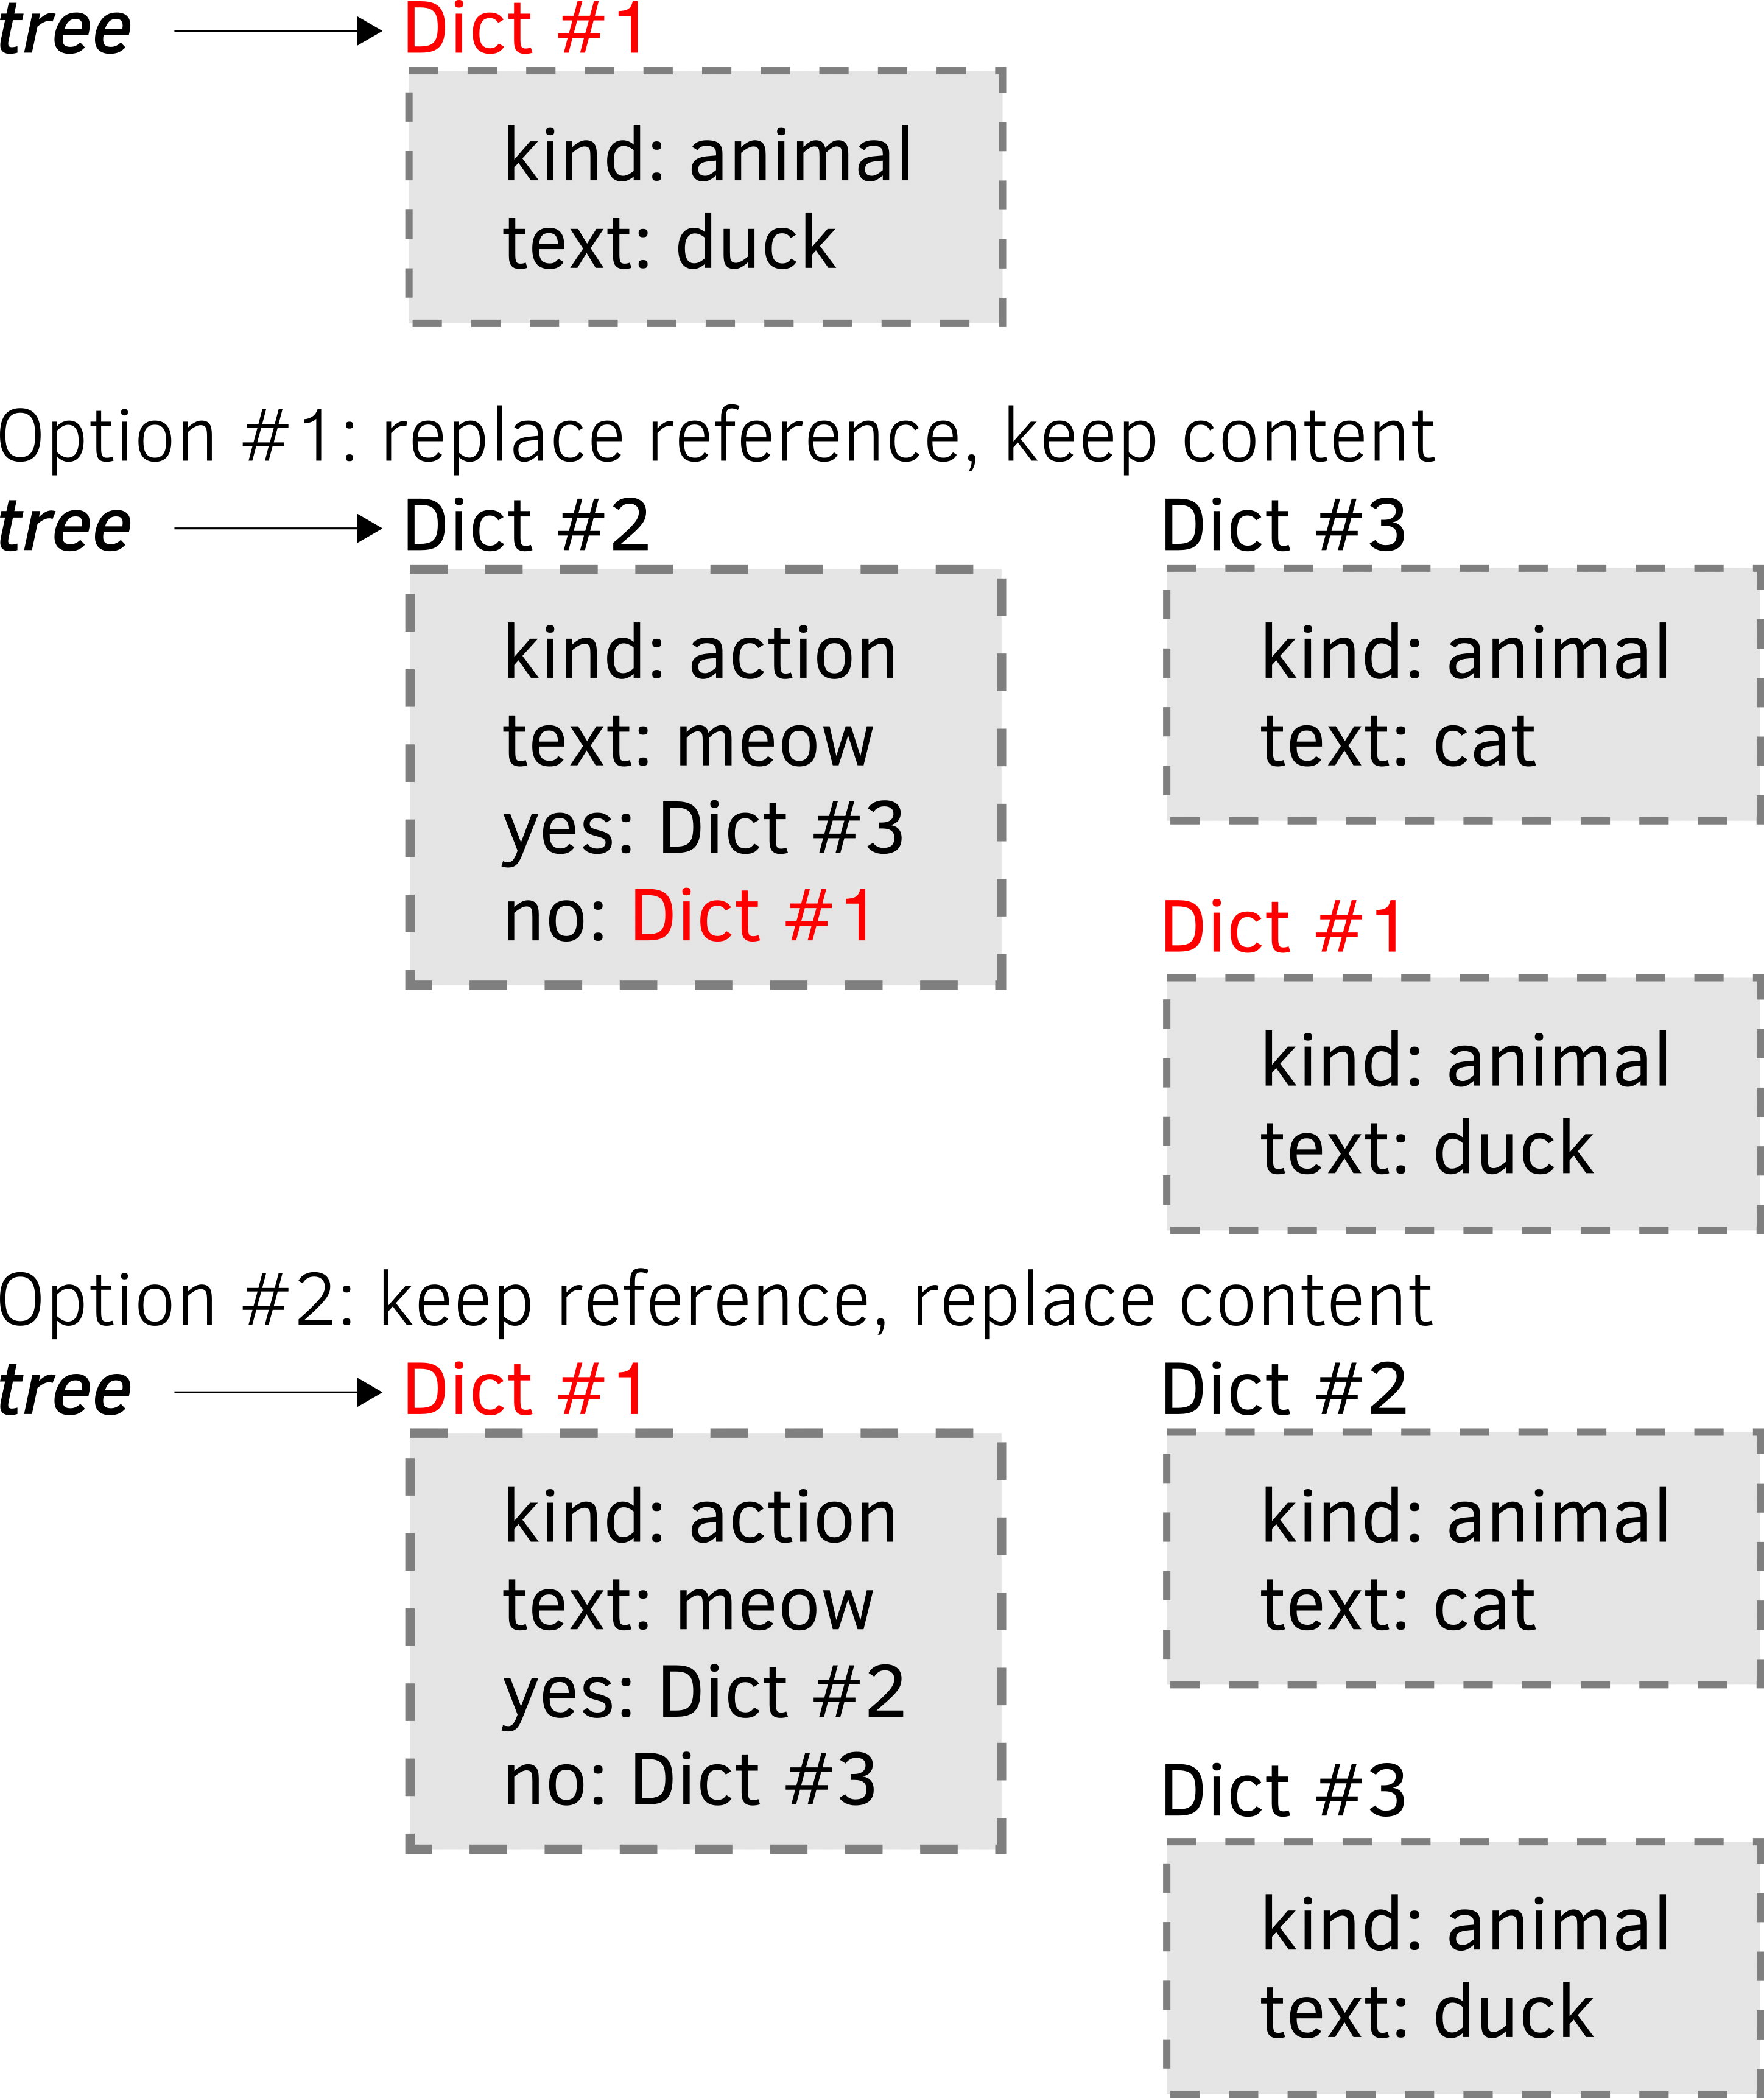 tree Dict #1
kind: animal
text: duck
Option #1: replace reference, keep content
tree Dict #2
kind: action
text: meow
yes: Dict #3
no: Dict #1
Dict #3
kind: animal
text: cat
Dict #1
kind: animal
text: duck
Option #2: keep reference, replace content
tree Dict #1
kind: action
text: meow
yes: Dict #2
no: Dict #3
Dict #2
kind: animal
text: cat
Dict #3
kind: animal
text: duck